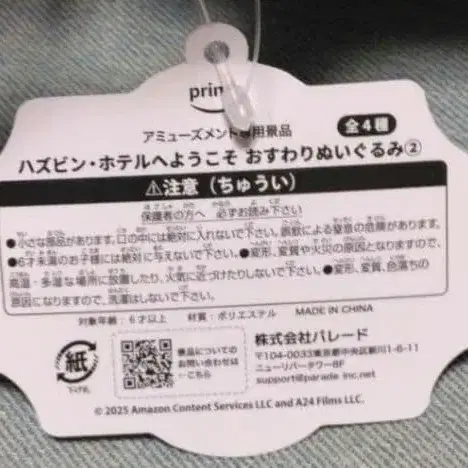 prim
アミューズメント専用景品
全4種
ハズビン・ホテルへようこそ おすわりぬいぐるみ②
⚠注意(ちゅうい)
保護者の方へ 必ずお読み下さい
●小さな部品があります。口の中には絶対に入れないで下さい。誤飲による窒息の危険があります。
●6才未満のお子様には絶対に与えないで下さい。●変形、変質や火災の原因となりますので、
高温・多湿な場所に放置したり、火気に近づけたりしないで下さい。●変形、変質、色落ちの
原因になりますので、洗濯はしないで下さい。
対象年齢:6才以上 材質:ポリエステル MADE IN CHINA
紙
下げ札
景品についての
お問い合わせは
こちら
株式会社パレード
〒104-0033東京都中央区新川1-6-11
ニューリバータワー8F
support@parade-inc.net
© 2025 Amazon Content Services LLC and A24 Films LLC.